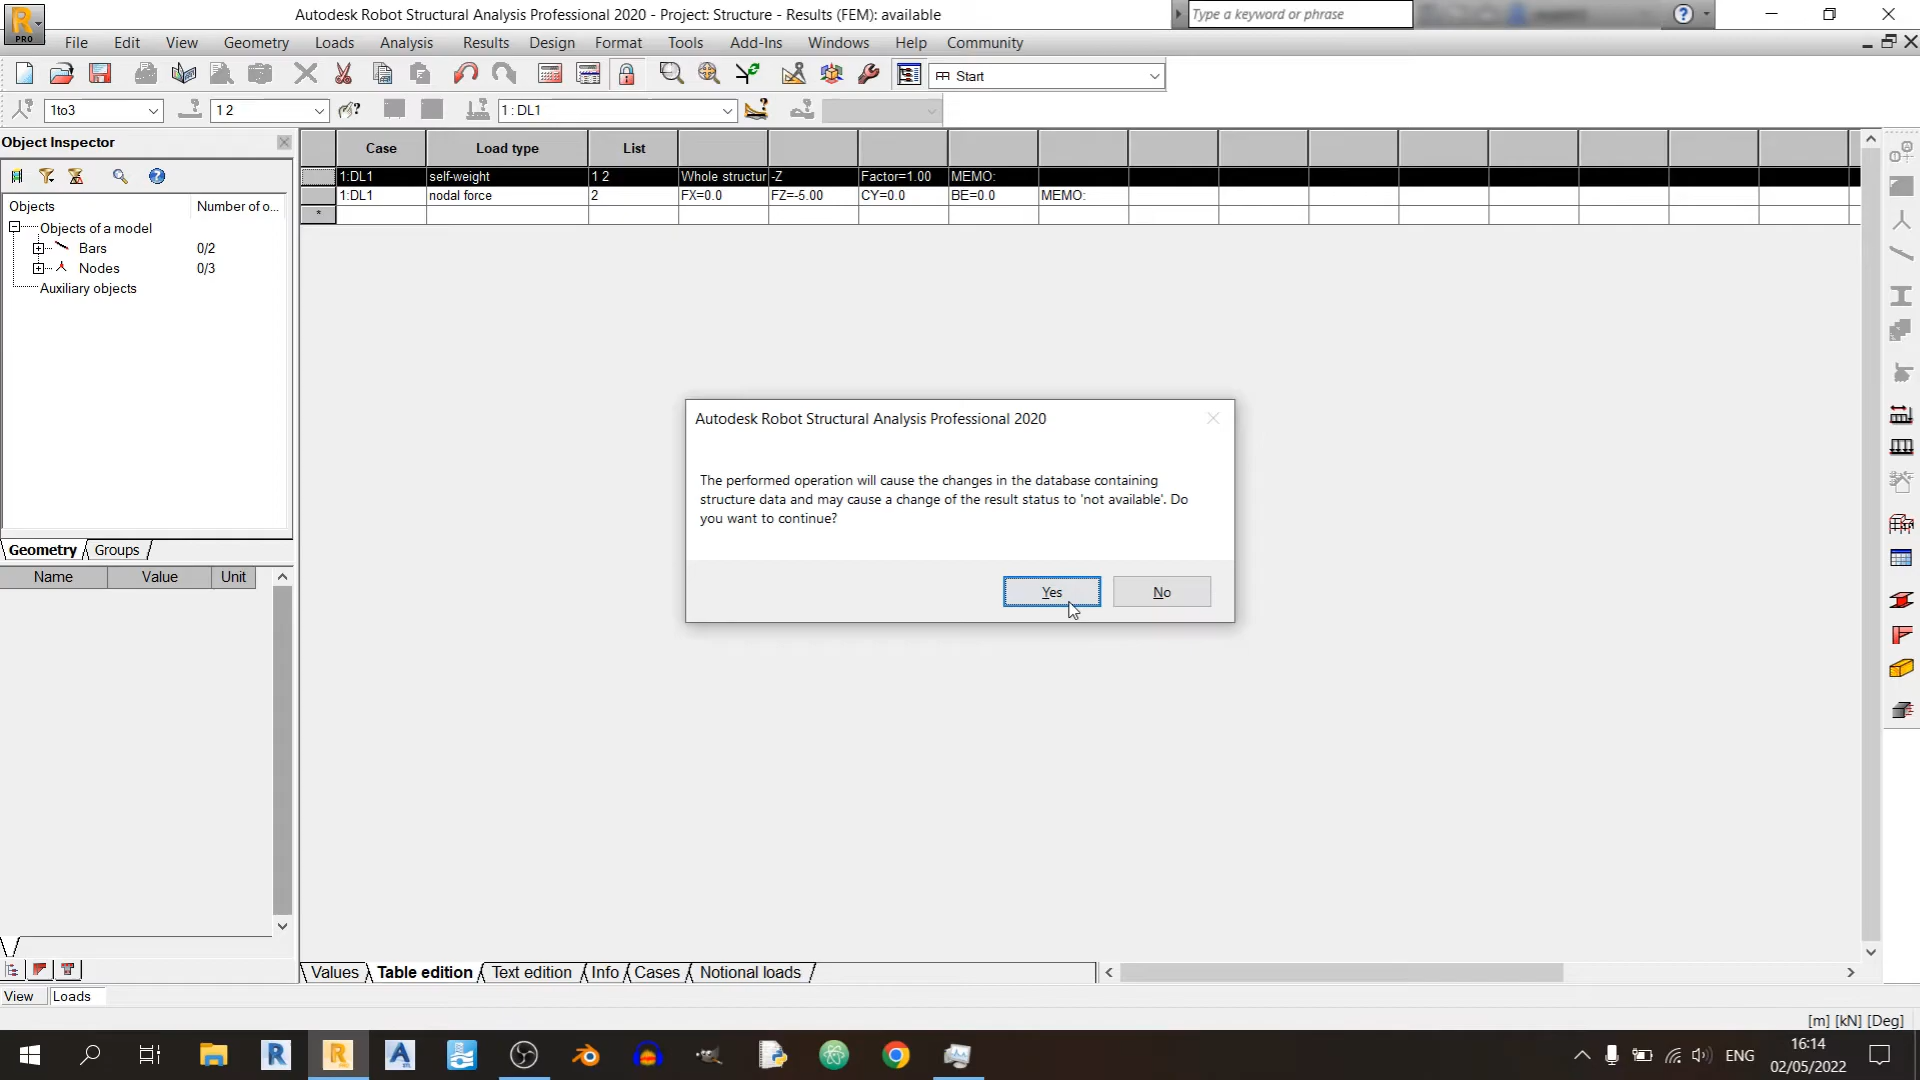 Autodesk Robot Structural Analysis Professional 2020 - Project: Structure - Results (FEM): available
Type a keyword or phrase
PRO
File Edit View Geometry Loads Analysis Results Design Format Tools Add-Ins Windows Help Community
Start
1to3
1 2
1 : DL1
Object Inspector
Objects Number of o...
Objects of a model
Bars 0/2
Nodes 0/3
Auxiliary objects
Geometry Groups
Name Value Unit
Case Load type List
1:DL1 self-weight 1 2 Whole structur -Z Factor=1.00 MEMO:
1:DL1 nodal force 2 FX=0.0 FZ=-5.00 CY=0.0 BE=0.0 MEMO:
*
Autodesk Robot Structural Analysis Professional 2020
The performed operation will cause the changes in the database containing
structure data and may cause a change of the result status to 'not available'. Do
you want to continue?
Yes No
Values Table edition Text edition Info Cases Notional loads
View Loads
[m] [kN] [Deg]
ENG
16:14
02/05/2022